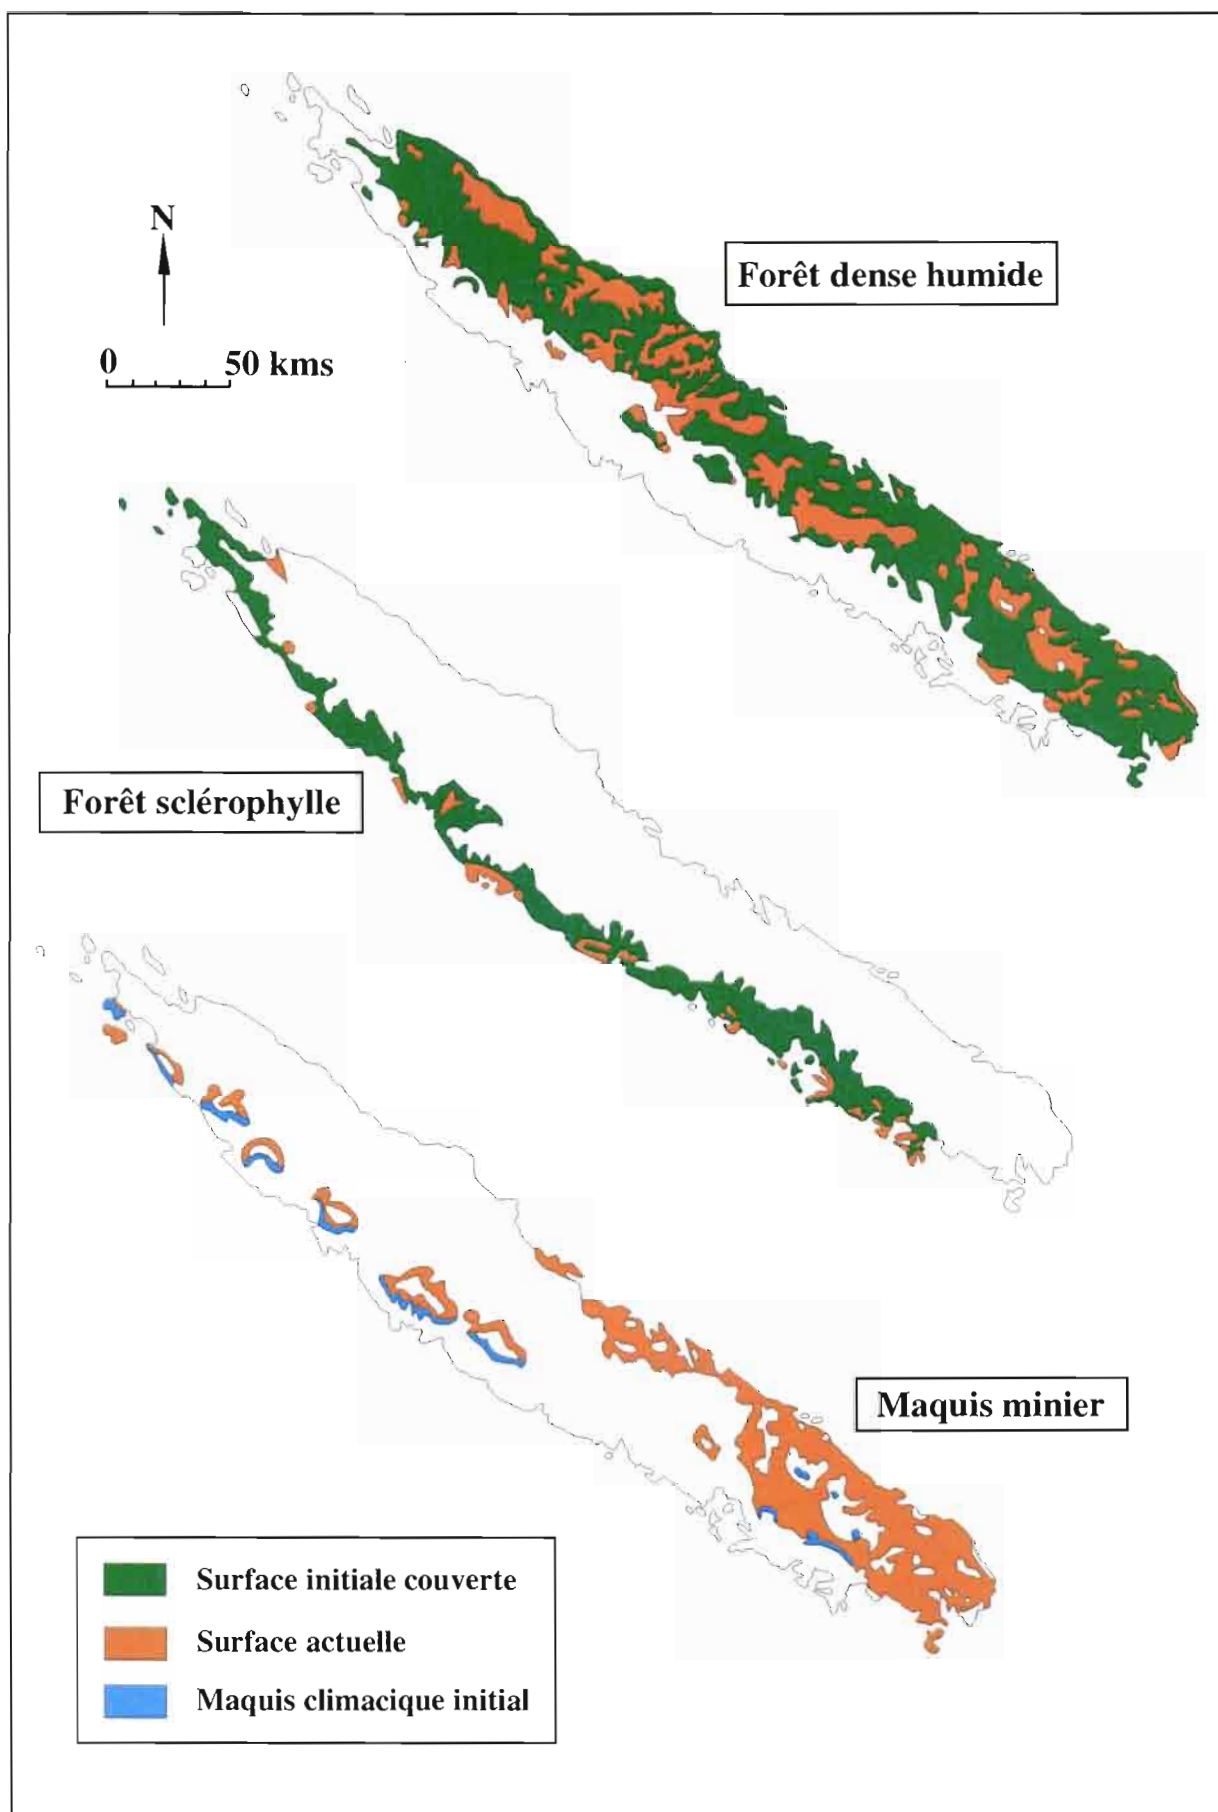 N
Forêt dense humide
0 50 kms
Forêt sclérophylle
Maquis minier
Surface initiale couverte
Surface actuelle
Maquis climacique initial